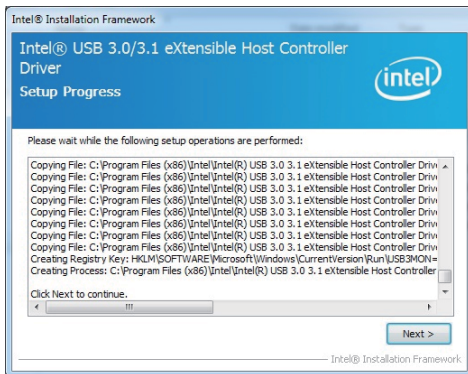 Intel® Installation Framework
Intel® USB 3.0/3.1 eXtensible Host Controller
Driver
Setup Progress
intel
Please wait while the following setup operations are performed:
Copying File: C:\Program Files (x86)\Intel\Intel(R) USB 3.0 3.1 eXtensible Host Controller Drive
Copying File: C:\Program Files (x86)\Intel\Intel(R) USB 3.0 3.1 eXtensible Host Controller Drive
Copying File: C:\Program Files (x86)\Intel\Intel(R) USB 3.0 3.1 eXtensible Host Controller Drive
Copying File: C:\Program Files (x86)\Intel\Intel(R) USB 3.0 3.1 eXtensible Host Controller Drive
Copying File: C:\Program Files (x86)\Intel\Intel(R) USB 3.0 3.1 eXtensible Host Controller Drive
Copying File: C:\Program Files (x86)\Intel\Intel(R) USB 3.0 3.1 eXtensible Host Controller Drive
Copying File: C:\Program Files (x86)\Intel\Intel(R) USB 3.0 3.1 eXtensible Host Controller Drive
Copying File: C:\Program Files (x86)\Intel\Intel(R) USB 3.0 3.1 eXtensible Host Controller Drive
Creating Registry Key: HKLM\SOFTWARE\Microsoft\Windows\CurrentVersion\Run\USB3MON=
Creating Process: C:\Program Files (x86)\Intel\Intel(R) USB 3.0 3.1 eXtensible Host Controller
Click Next to continue.
Next >
Intel® Installation Framework